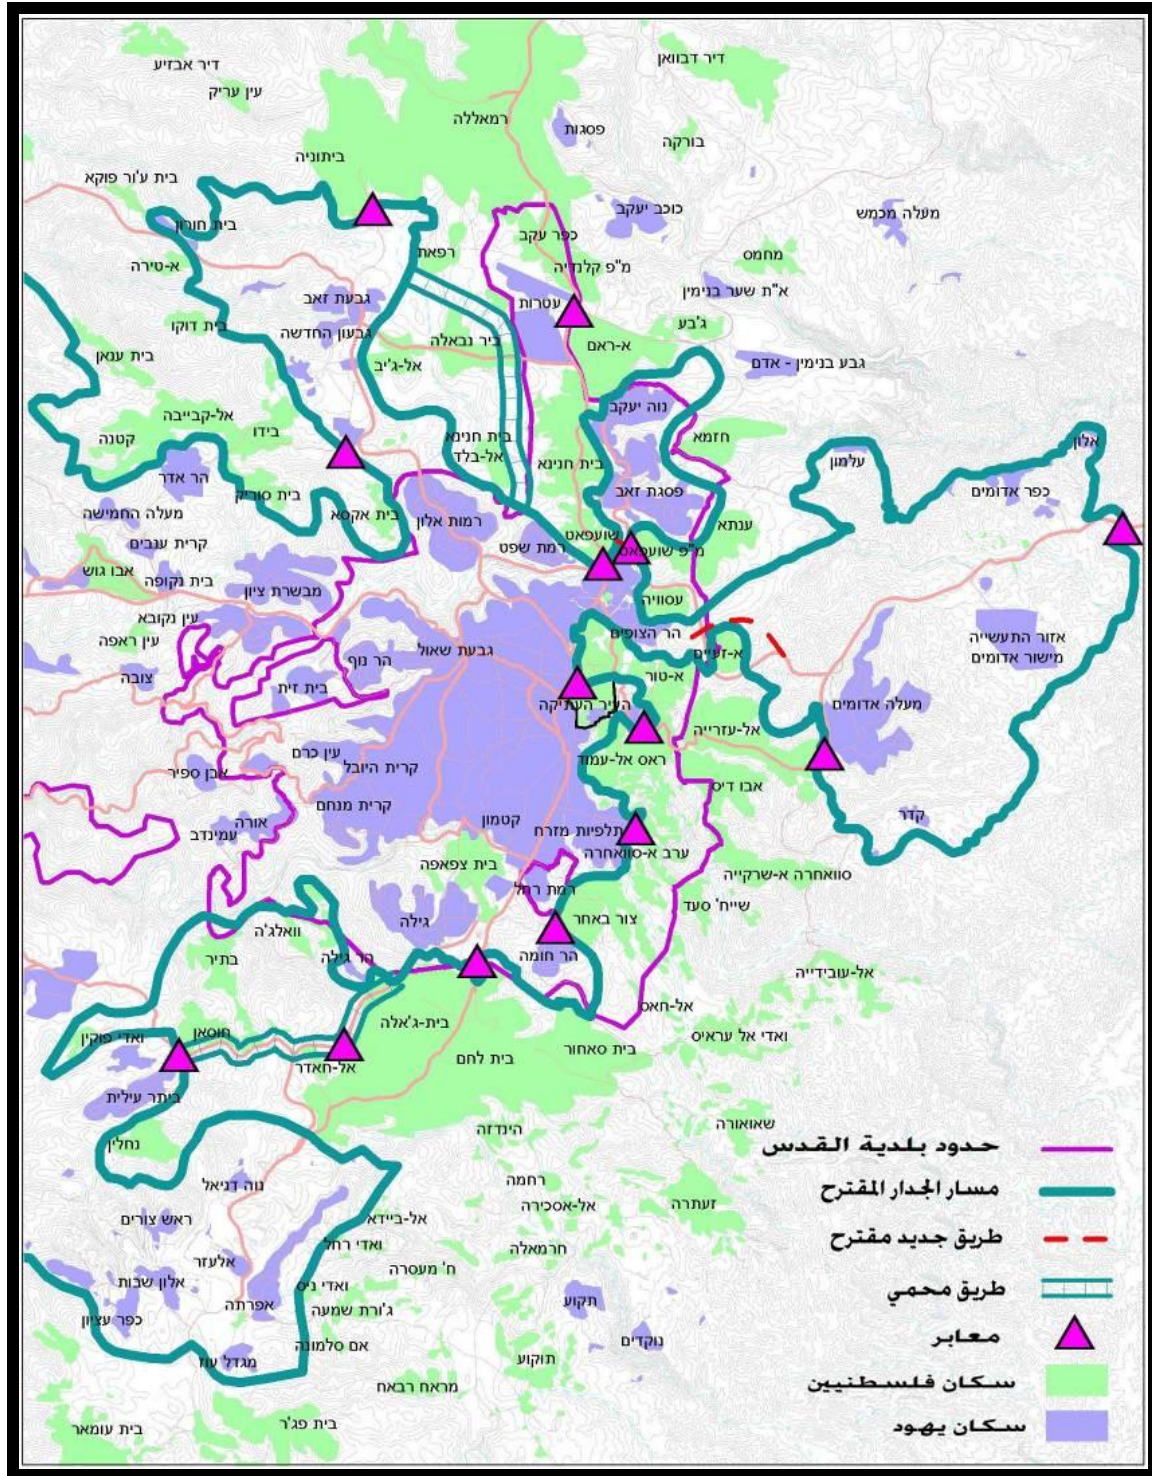 דיר אבזיע
דיר דבוואן
עין עריק
רמאללה
פסגות
בורקה
ביתוניה
בית ע'ור פוקא
כוכב יעקב
מעלה מכמש
בית חורון
כפר עקב
רפאת
מחמס
א-טירה
מ"פ קלנדיה
א"ת שער בנימין
גבעת זאב
עטרות
ג'בע
בית דוקו
גבעון החדשה
ביר נבאלה
א-ראם
בית ענאן
אל-ג'יב
גבע בנימין - אדם
אל-קבייבה
נוה יעקב
קטנה
בידו
בית חנינא
אל-בלד
חזמא
אלון
בית חנינא
עלמון
הר אדר
בית סוריק
פסגת זאב
כפר אדומים
מעלה החמישה
בית אקסא
רמות אלון
ענתא
קרית ענבים
רמת שפט
שועפאט
מ"פ שועפאט
אבו גוש
בית נקופה
מבשרת ציון
עסוויה
עין נקובא
הר הצופים
אזור התעשייה
מישור אדומים
עין ראפה
גבעת שאול
א-זעיים
הר נוף
צובה
א-טור
בית זית
העיר העתיקה
מעלה אדומים
אל-עזרייה
עין כרם
ראס אל-עמוד
אבן ספיר
קרית היובל
אבו דיס
קרית מנחם
קדר
אורה
קטמון
תלפיות מזרח
עמינדב
ערב א-סוואחרה
בית צפאפה
סוואחרה א-שרקייה
רמת רחל
שייח' סעד
גילה
צור באחר
וואלג'ה
בתיר
הר גילה
הר חומה
אל-עובידייה
אל-חאס
בית-ג'אלה
ואדי פוקין
חוסאן
ואדי אל עראיס
בית סאחור
בית לחם
אל-חאדר
ביתר עילית
שאוואורה
הינדזה
נחלין
רחמה
נוה דניאל
אל-אסכירה
זעתרה
ראש צורים
אל-ביידא
ואדי רחל
חרמאלה
אלעזר
ח' מעסרה
אלון שבות
ואדי ניס
אפרתה
ג'ורת שמעה
תקוע
כפר עציון
אם סלמונה
נוקדים
מגדל עוז
תוקוע
מראח רבאח
בית פג'ר
בית עומאר
حدود بلدية القدس
مسار الجدار المقترح
طريق جديد مقترح
طريق محمي
معابر
سكان فلسطنيين
سكان يهود